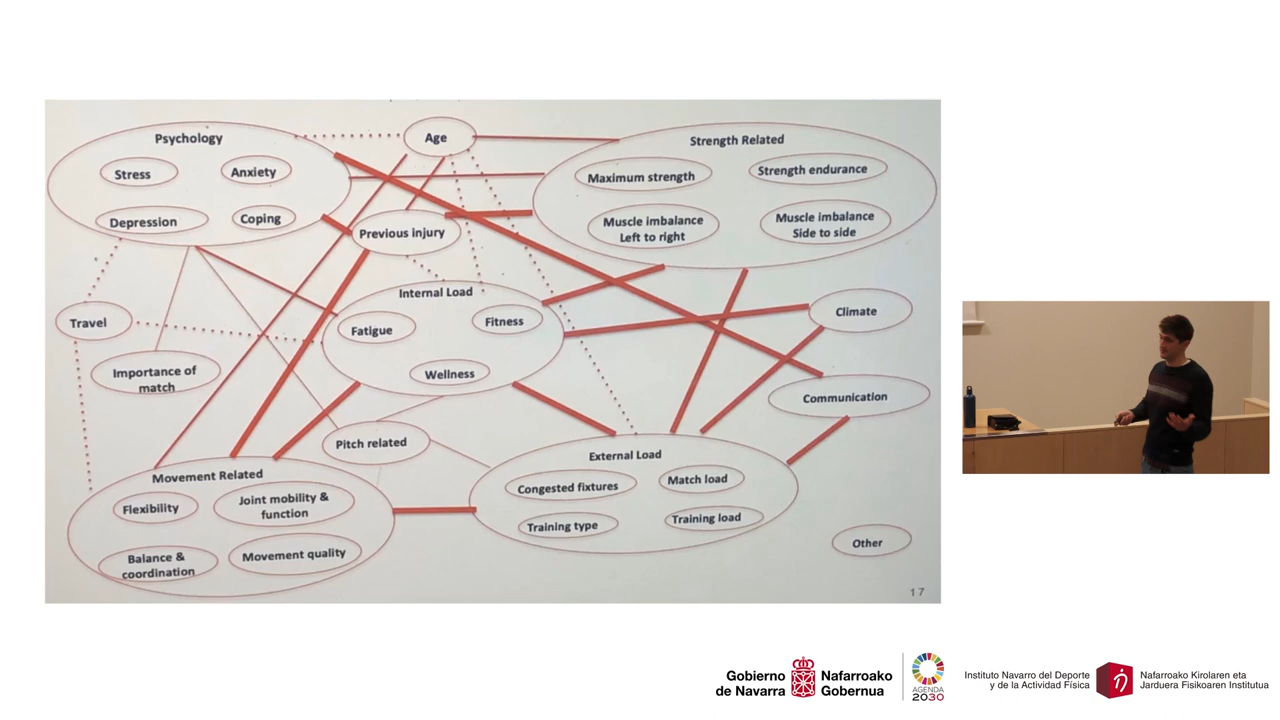 Psychology
Stress
Anxiety
Depression
Coping
Age
Previous injury
Strength Related
Maximum strength
Strength endurance
Muscle imbalance
Left to right
Muscle imbalance
Side to side
Internal Load
Fatigue
Fitness
Wellness
Travel
Importance of
match
Climate
Communication
Pitch related
Movement Related
Flexibility
Joint mobility &
function
Balance &
coordination
Movement quality
External Load
Congested fixtures
Match load
Training type
Training load
Other
17
Gobierno
de Navarra
Nafarroako
Gobernua
AGENDA
2030
Instituto Navarro del Deporte
y de la Actividad Física
Nafarroako Kirolaren eta
Jarduera Fisikoaren Institutua